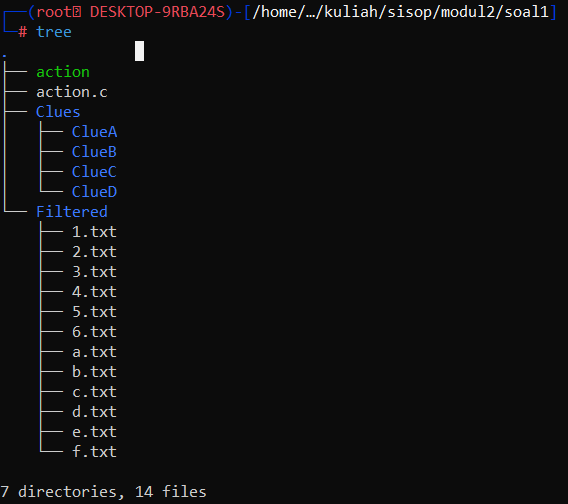 ┌──(root㉿ DESKTOP-9RBA24S)-[/home/…/kuliah/sisop/modul2/soal1]
└─# tree
.
├── action
├── action.c
├── Clues
│   ├── ClueA
│   ├── ClueB
│   ├── ClueC
│   └── ClueD
└── Filtered
    ├── 1.txt
    ├── 2.txt
    ├── 3.txt
    ├── 4.txt
    ├── 5.txt
    ├── 6.txt
    ├── a.txt
    ├── b.txt
    ├── c.txt
    ├── d.txt
    ├── e.txt
    └── f.txt

7 directories, 14 files